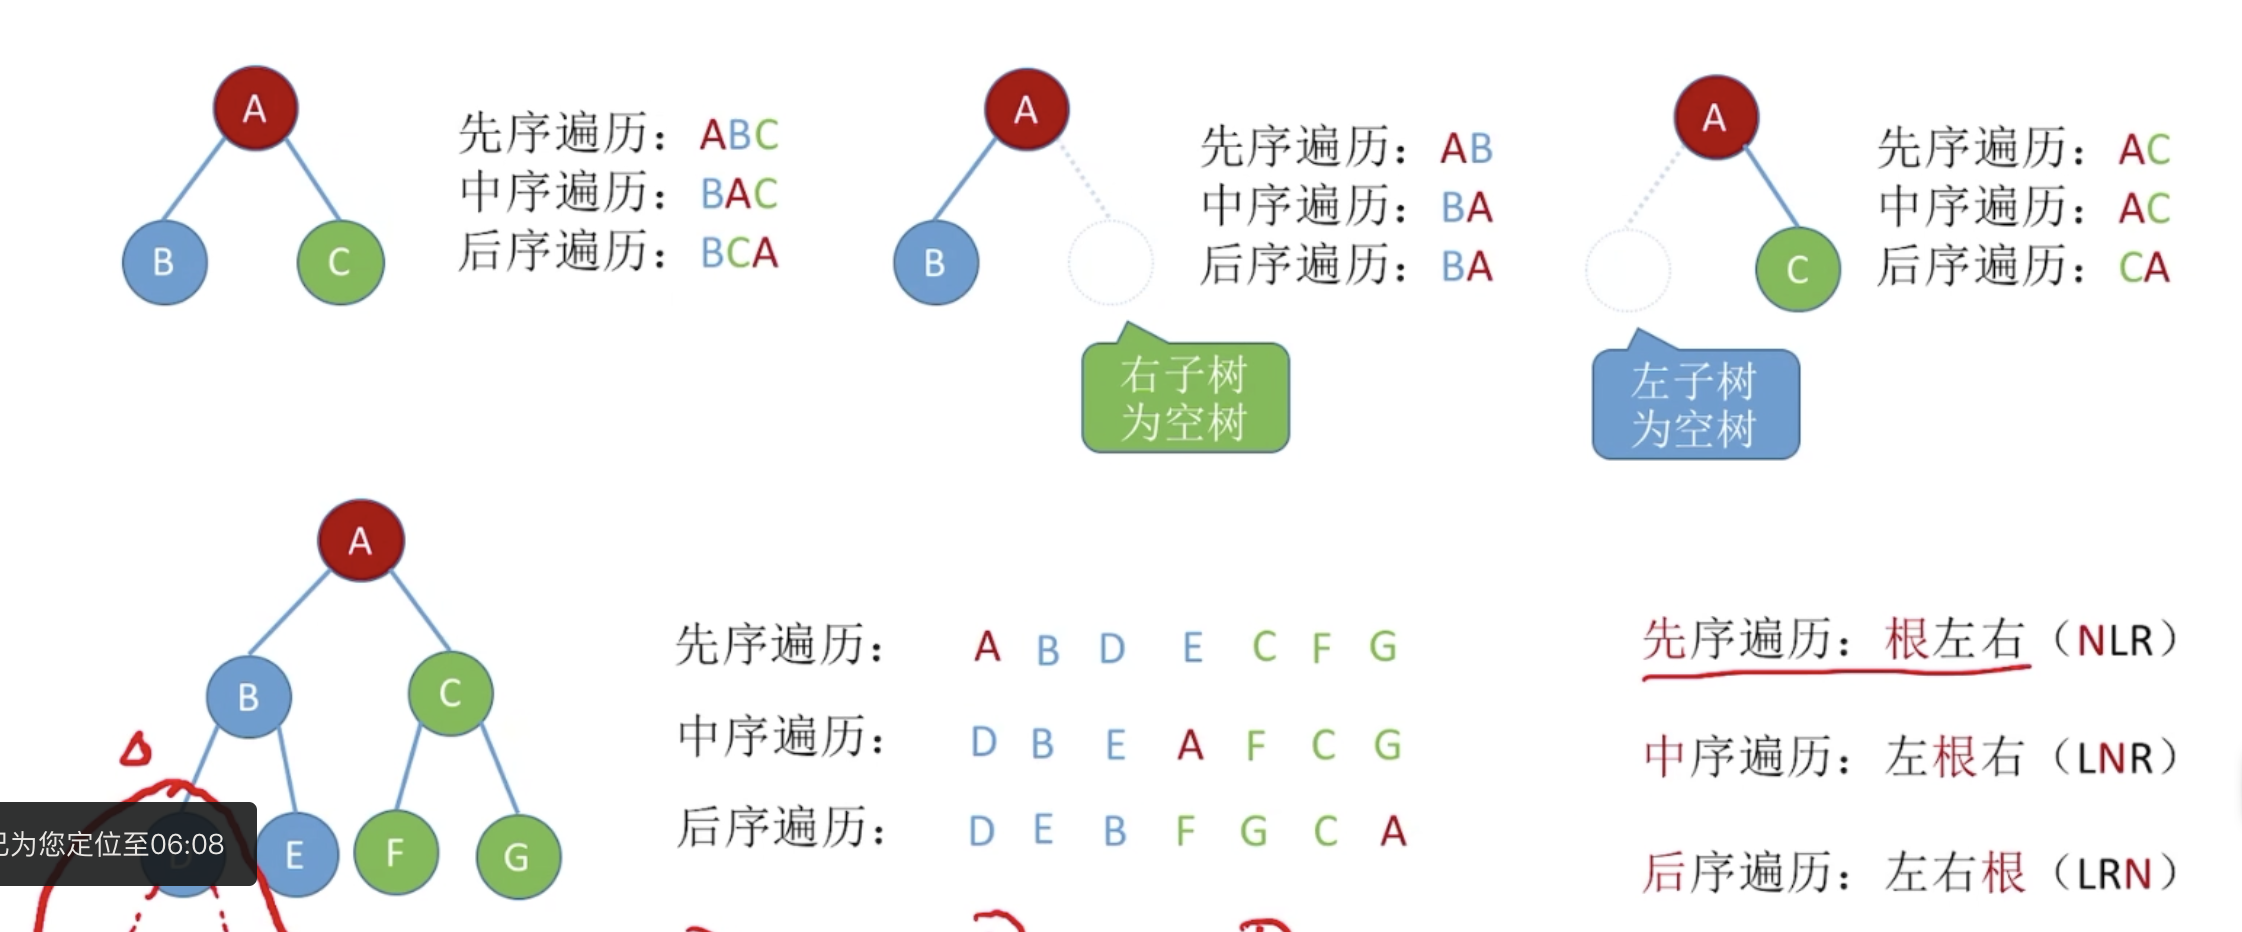 A
B
C
先序遍历：ABC
中序遍历：BAC
后序遍历：BCA
A
B
先序遍历：AB
中序遍历：BA
后序遍历：BA
右子树
为空树
A
C
先序遍历：AC
中序遍历：AC
后序遍历：CA
左子树
为空树
A
B
C
D
E
F
G
已为您定位至06:08
先序遍历： A B D E C F G
中序遍历： D B E A F C G
后序遍历： D E B F G C A
先序遍历：根左右（NLR）
中序遍历：左根右（LNR）
后序遍历：左右根（LRN）